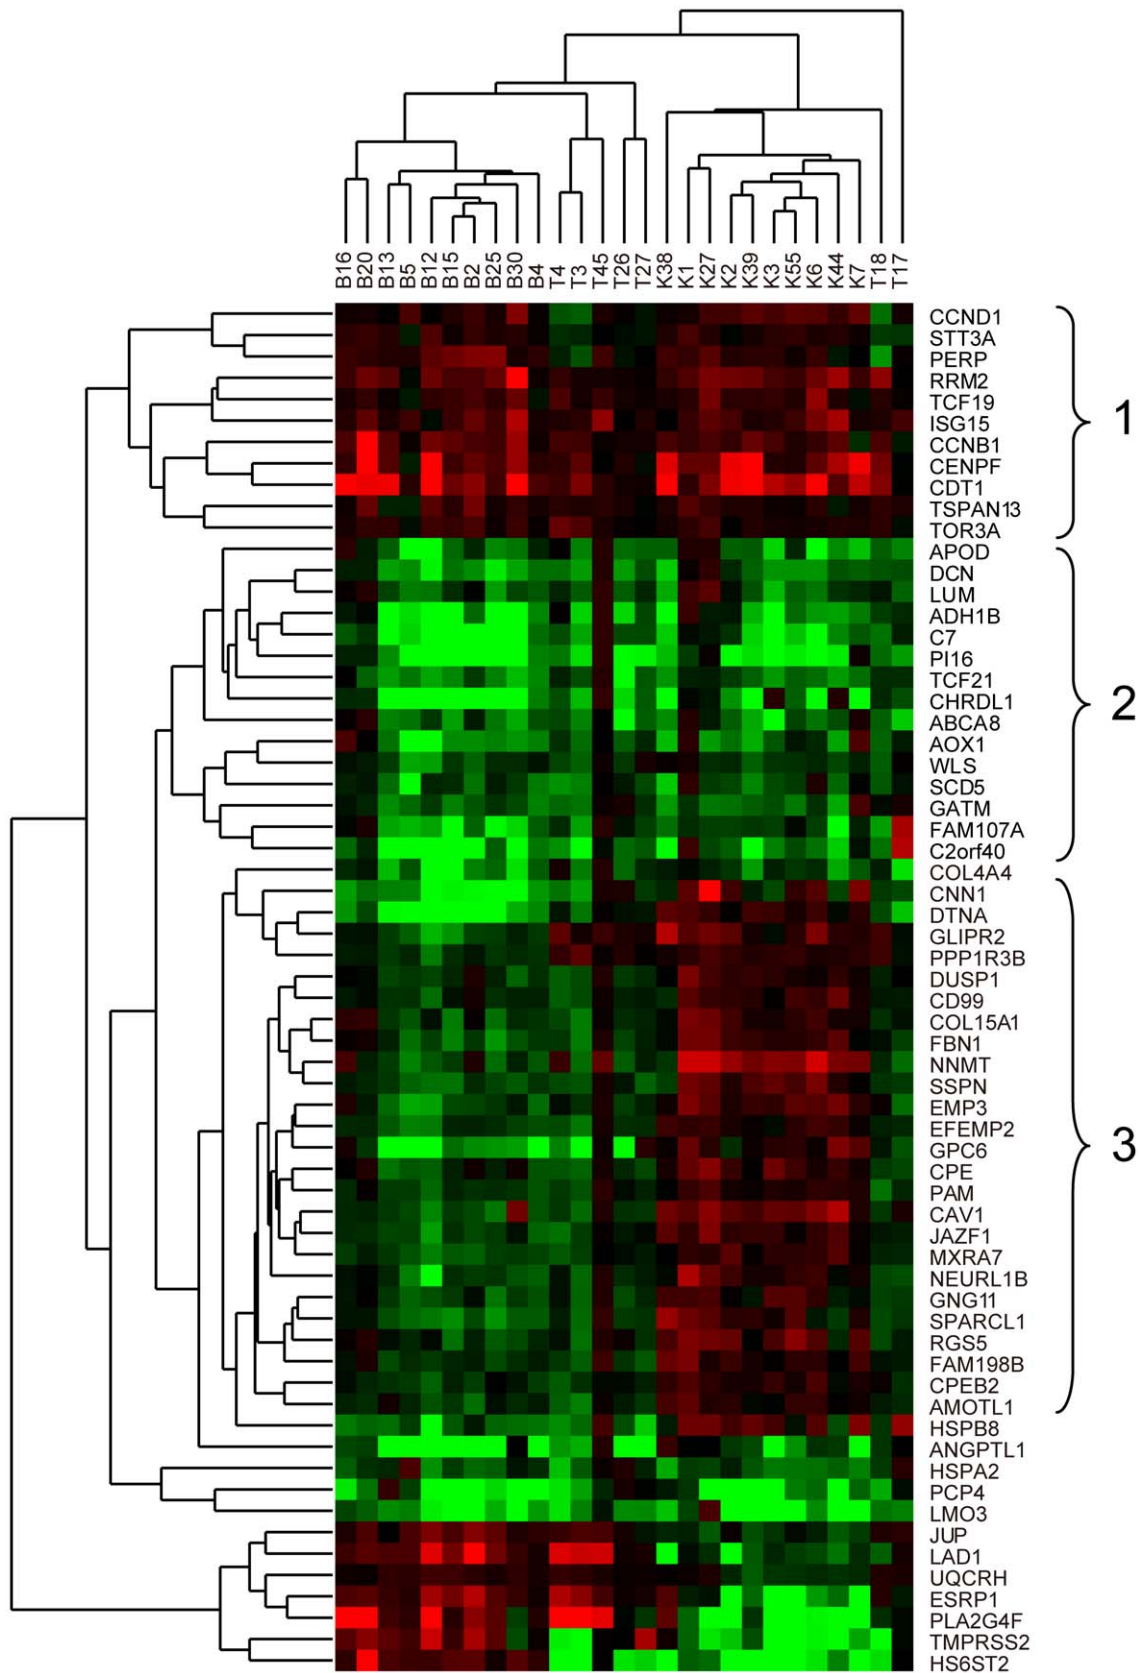 B16 B20 B13 B5 B12 B15 B2 B25 B30 B4 T4 T3 T45 T26 T27 K38 K1 K27 K2 K39 K3 K55 K6 K44 K7 T18 T17
CCND1
STT3A
PERP
RRM2
TCF19
ISG15
1
CCNB1
CENPF
CDT1
TSPAN13
TOR3A
APOD
DCN
LUM
ADH1B
C7
PI16
TCF21
CHRDL1
2
ABCA8
AOX1
WLS
SCD5
GATM
FAM107A
C2orf40
COL4A4
CNN1
DTNA
GLIPR2
PPP1R3B
DUSP1
CD99
COL15A1
FBN1
NNMT
SSPN
EMP3
EFEMP2
3
GPC6
CPE
PAM
CAV1
JAZF1
MXRA7
NEURL1B
GNG11
SPARCL1
RGS5
FAM198B
CPEB2
AMOTL1
HSPB8
ANGPTL1
HSPA2
PCP4
LMO3
JUP
LAD1
UQCRH
ESRP1
PLA2G4F
TMPRSS2
HS6ST2